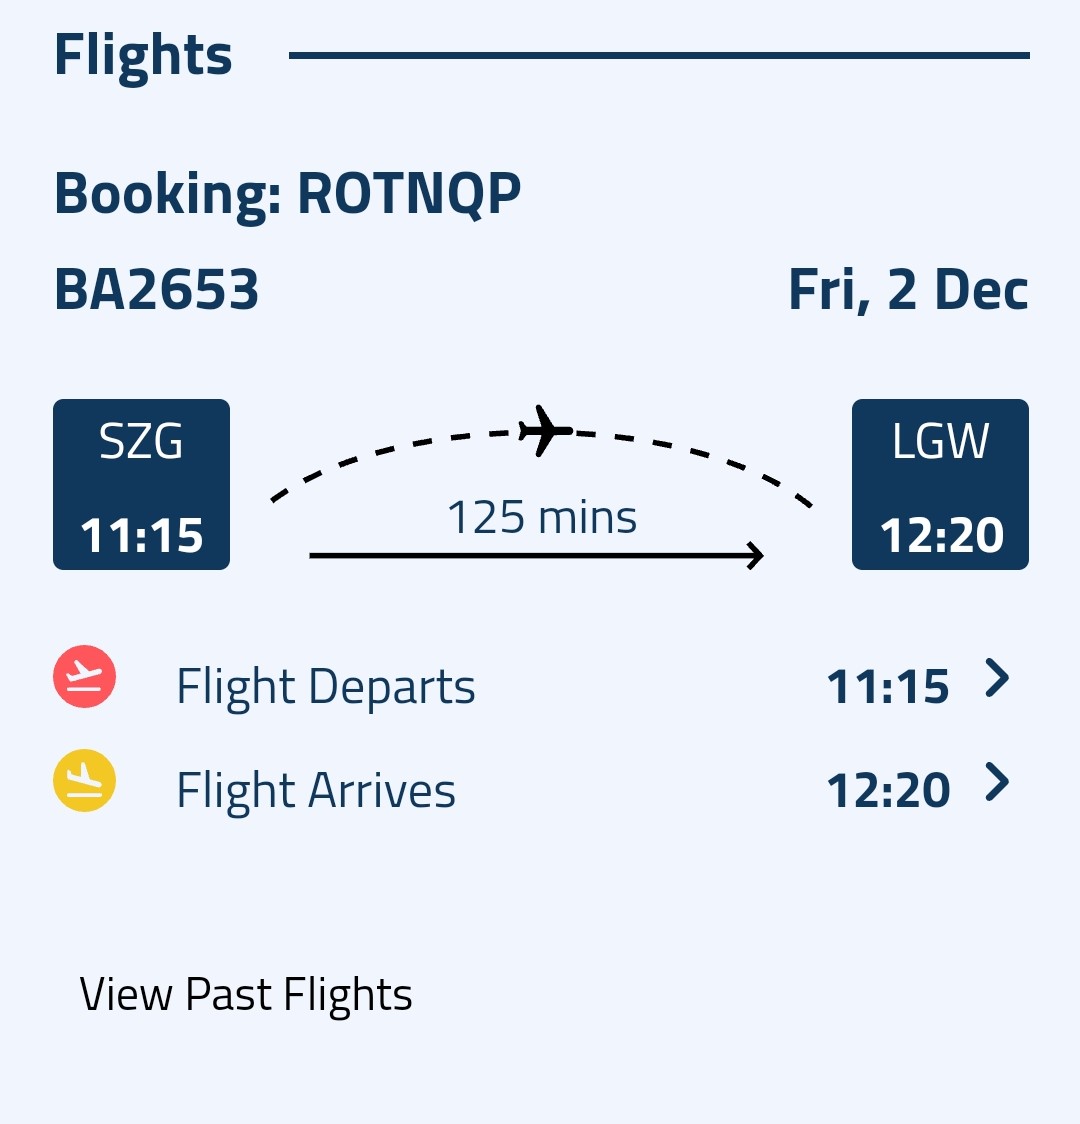 Flights
Booking: ROTNQP
BA2653 Fri, 2 Dec
SZG LGW
125 mins
11:15 12:20
Flight Departs 11:15
Flight Arrives 12:20
View Past Flights